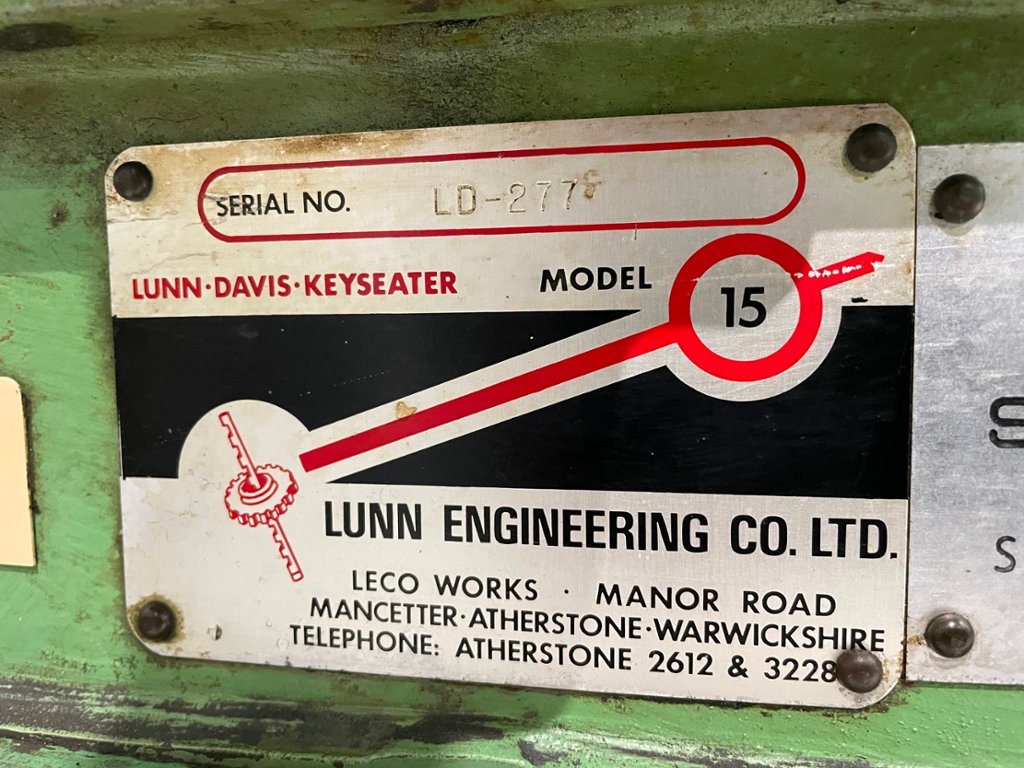 SERIAL NO. LD-277
LUNN·DAVIS·KEYSEATER MODEL 15
LUNN ENGINEERING CO. LTD.
LECO WORKS · MANOR ROAD
MANCETTER·ATHERSTONE·WARWICKSHIRE
TELEPHONE: ATHERSTONE 2612 & 3228